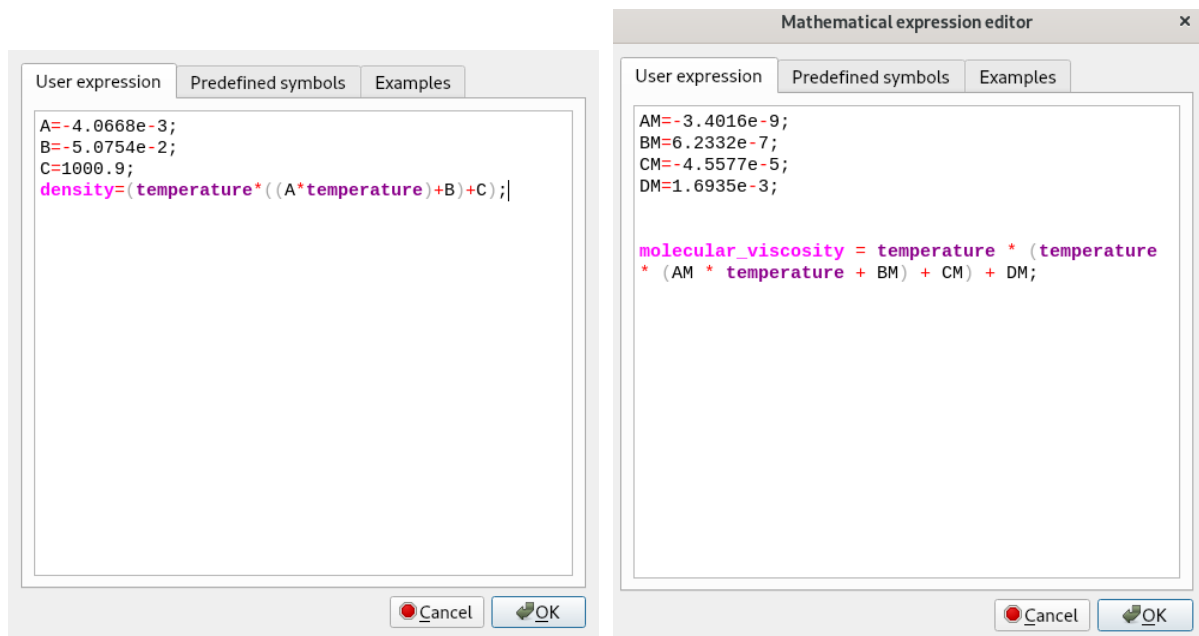 User expression Predefined symbols Examples
A=-4.0668e-3;
B=-5.0754e-2;
C=1000.9;
density=(temperature*((A*temperature)+B)+C);
Cancel OK
Mathematical expression editor ×
User expression Predefined symbols Examples
AM=-3.4016e-9;
BM=6.2332e-7;
CM=-4.5577e-5;
DM=1.6935e-3;
molecular_viscosity = temperature * (temperature
* (AM * temperature + BM) + CM) + DM;
Cancel OK